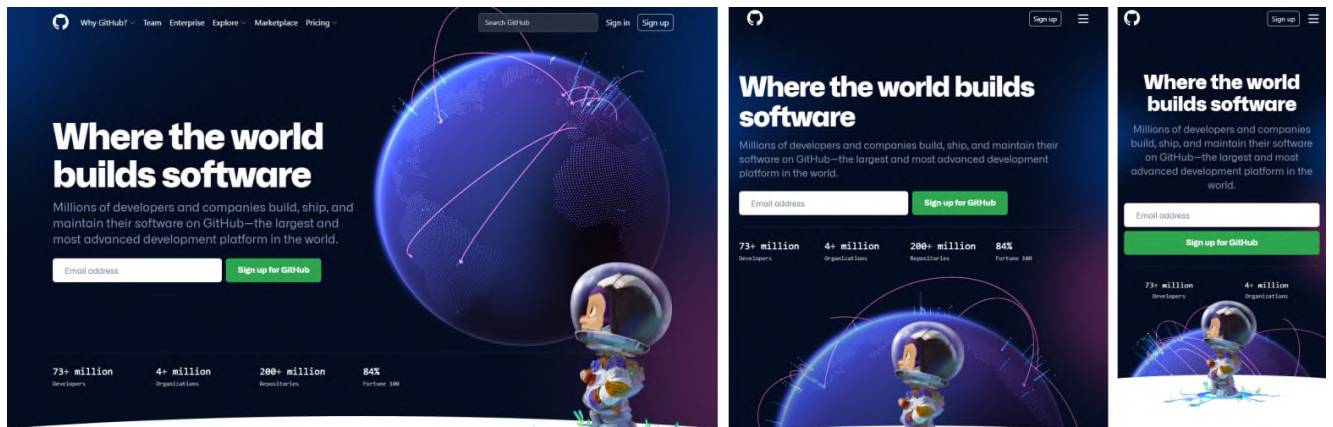 Why GitHub? Team Enterprise Explore Marketplace Pricing Search GitHub Sign in Sign up
Where the world
builds software
Millions of developers and companies build, ship, and
maintain their software on GitHub—the largest and
most advanced development platform in the world.
Email address Sign up for GitHub
73+ million 4+ million 200+ million 84%
Developers Organizations Repositories Fortune 100
Sign up
Where the world builds
software
Millions of developers and companies build, ship, and maintain their
software on GitHub—the largest and most advanced development
platform in the world.
Email address Sign up for GitHub
73+ million 4+ million 200+ million 84%
Developers Organizations Repositories Fortune 100
Sign up
Where the world
builds software
Millions of developers and companies
build, ship, and maintain their software
on GitHub—the largest and most
advanced development platform in the
world.
Email address
Sign up for GitHub
73+ million 4+ million
Developers Organizations